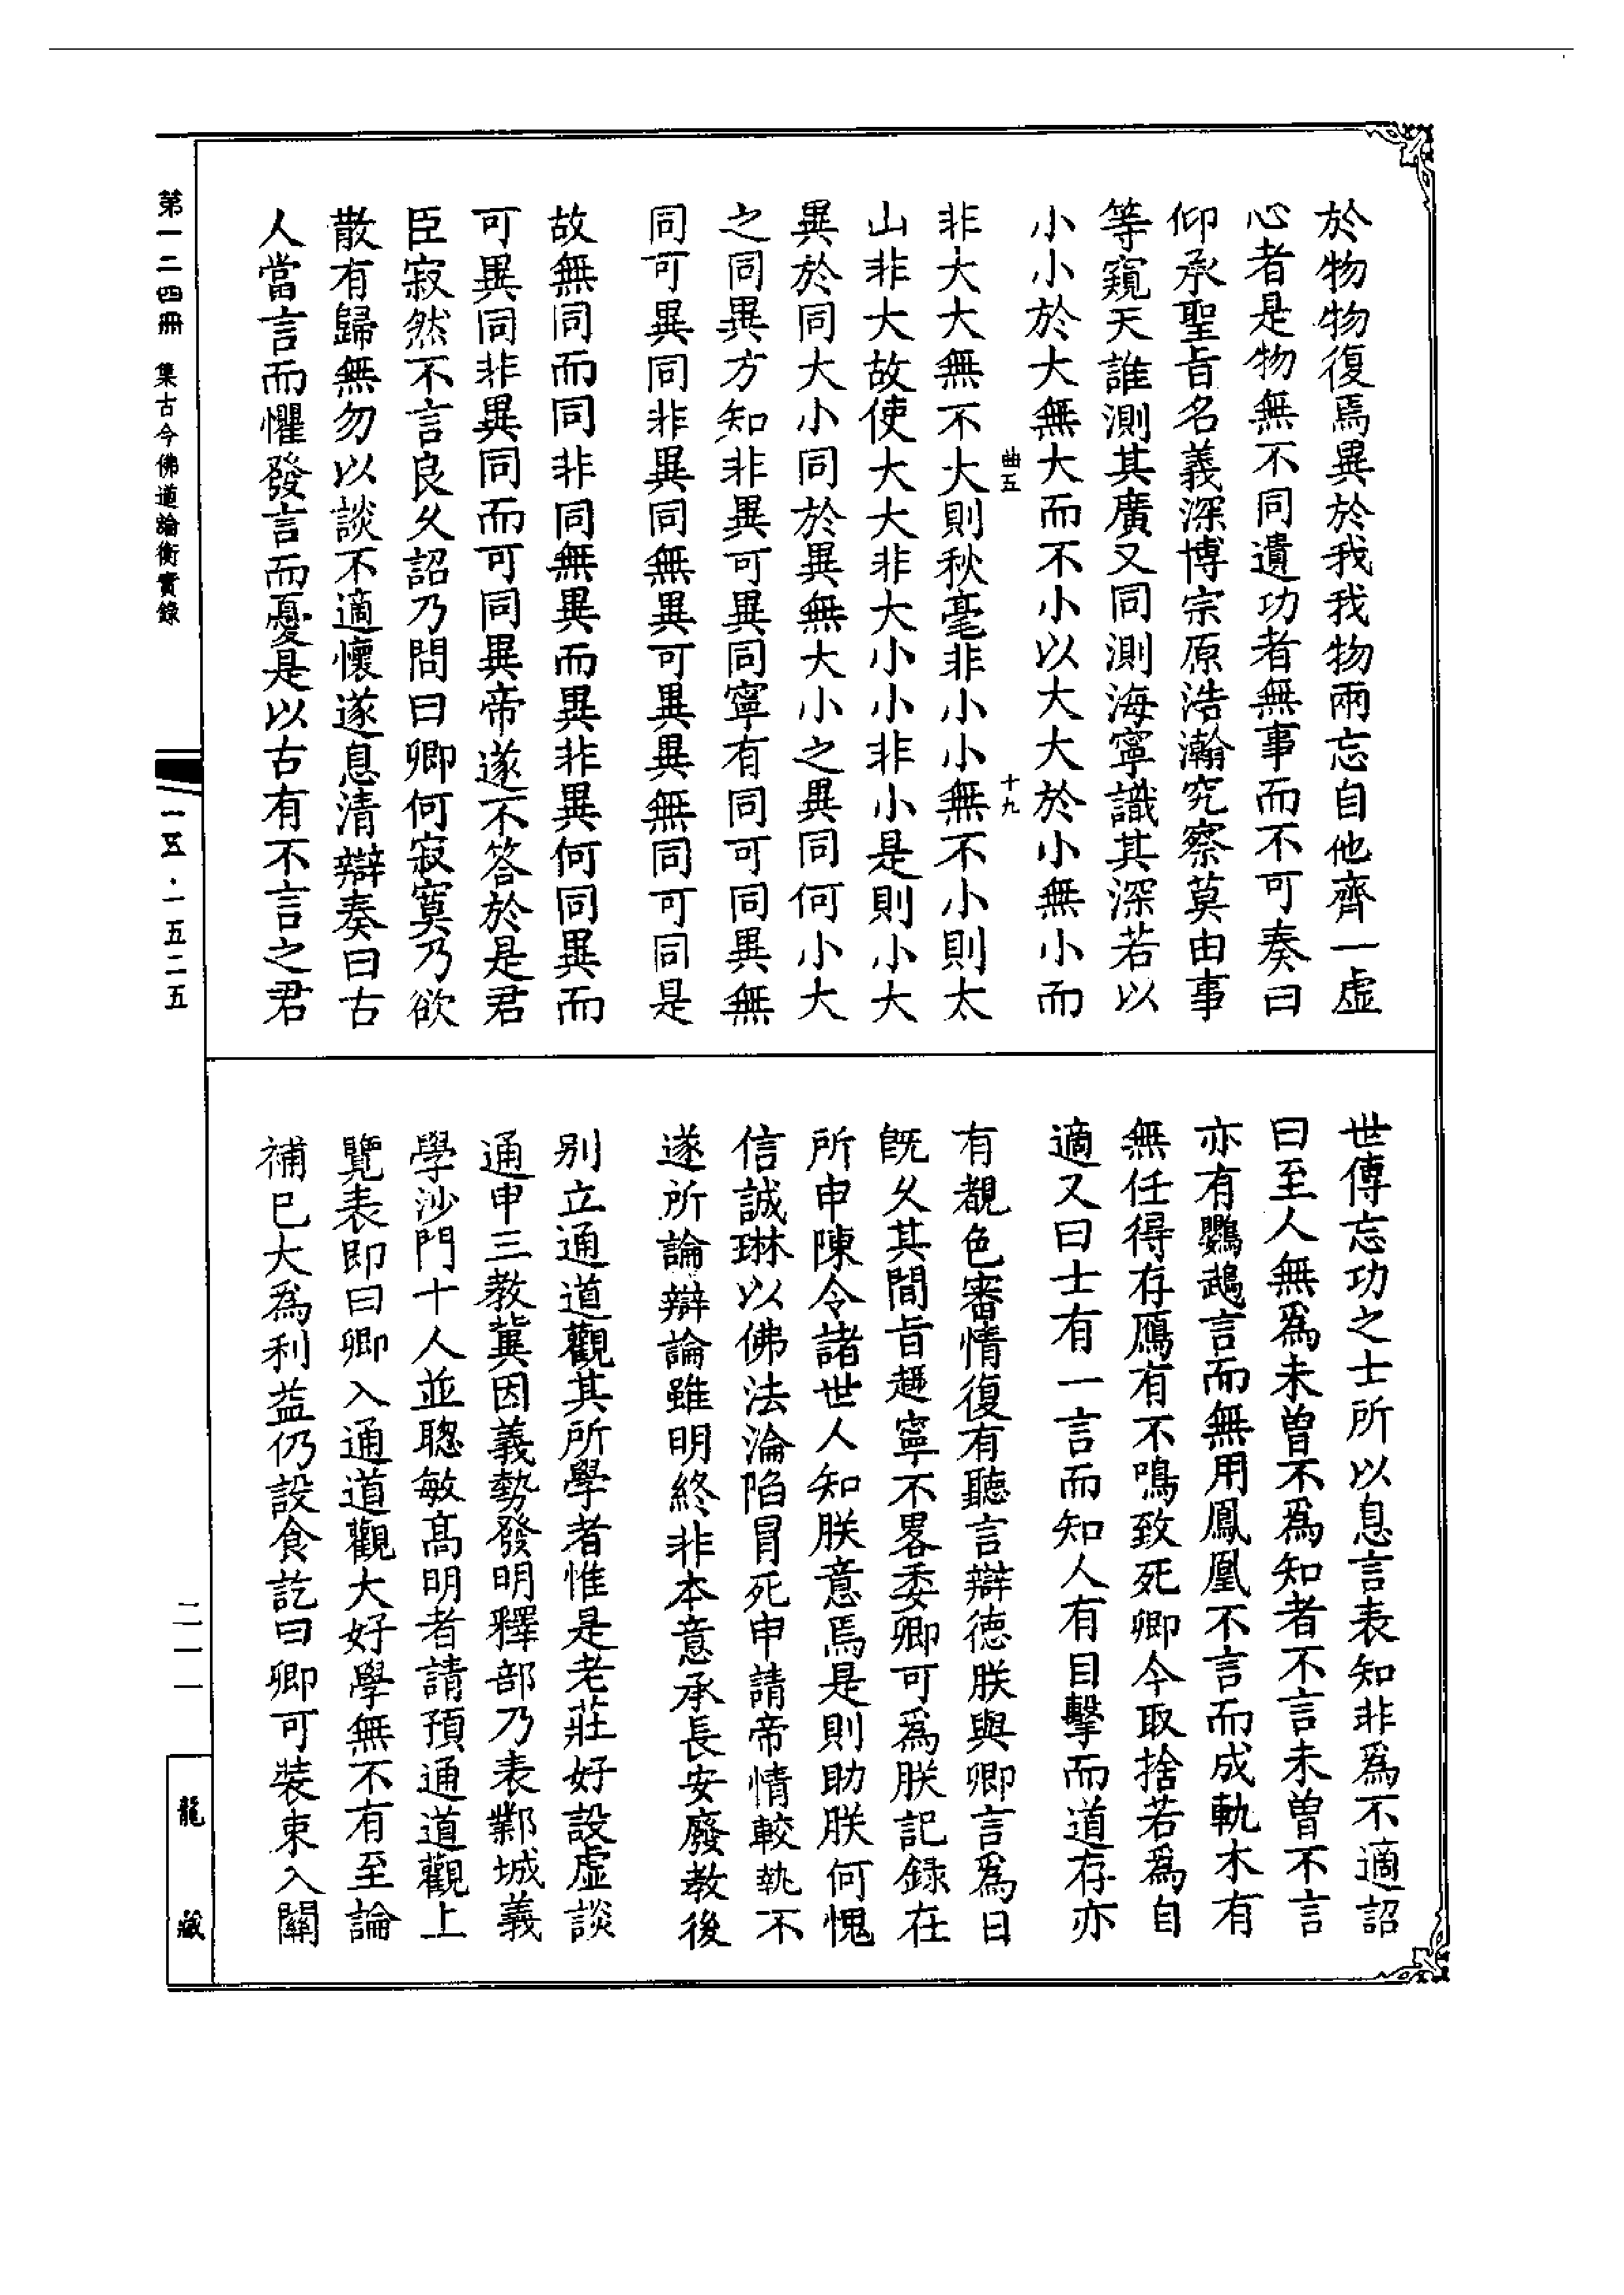 於物物復焉異於我我物兩忘自他齊一虛
心者是物無不同遺功者無事而不可奏曰
仰承聖旨名義深博宗原浩瀚究察莫由事
等窺天誰測其廣又同測海寧識其深若以
小小於大無大而不小以大大於小無小而
曲五 十九
非大大無不大則秋毫非小小無不小則太
山非大故使大大非大小小非小是則小大
異於同大小同於異無大小之異同何小大
之同異方知非異可異同寧有同可同異無
同可異同非異同無異可異異無同可同是
故無同而同非同無異而異非異何同異而
可異同非異同而可同異帝遂不答於是君
臣寂然不言良久詔乃問曰卿何寂寞乃欲
散有歸無勿以談不適懷遂息清辯奏曰古
人當言而懼發言而憂是以古有不言之君
世傳忘功之士所以息言表知非爲不適詔
曰至人無爲未曾不爲知者不言未曾不言
亦有鸚鵡言而無用鳳凰不言而成軌木有
無任得存鴈有不鳴致死卿今取捨若爲自
適又曰士有一言而知人有目擊而道存亦
有覩色審情復有聽言辯德朕與卿言爲日
旣久其間旨趣寧不畧委卿可爲朕記録在
所申陳令諸世人知朕意焉是則助朕何愧
信誠琳以佛法淪陷冒死申請帝情較執不
遂所論辯論雖明終非本意承長安廢教後
别立通道觀其所學者惟是老莊好設虛談
通申三教冀因義勢發明釋部乃表鄴城義
學沙門十人並聰敏高明者請預通道觀上
覽表即曰卿入通道觀大好學無不有至論
補已大爲利益仍設食訖曰卿可裝束入關
第一二四冊 集古今佛道論衡實錄
一五·一五二五
二一一
龍藏